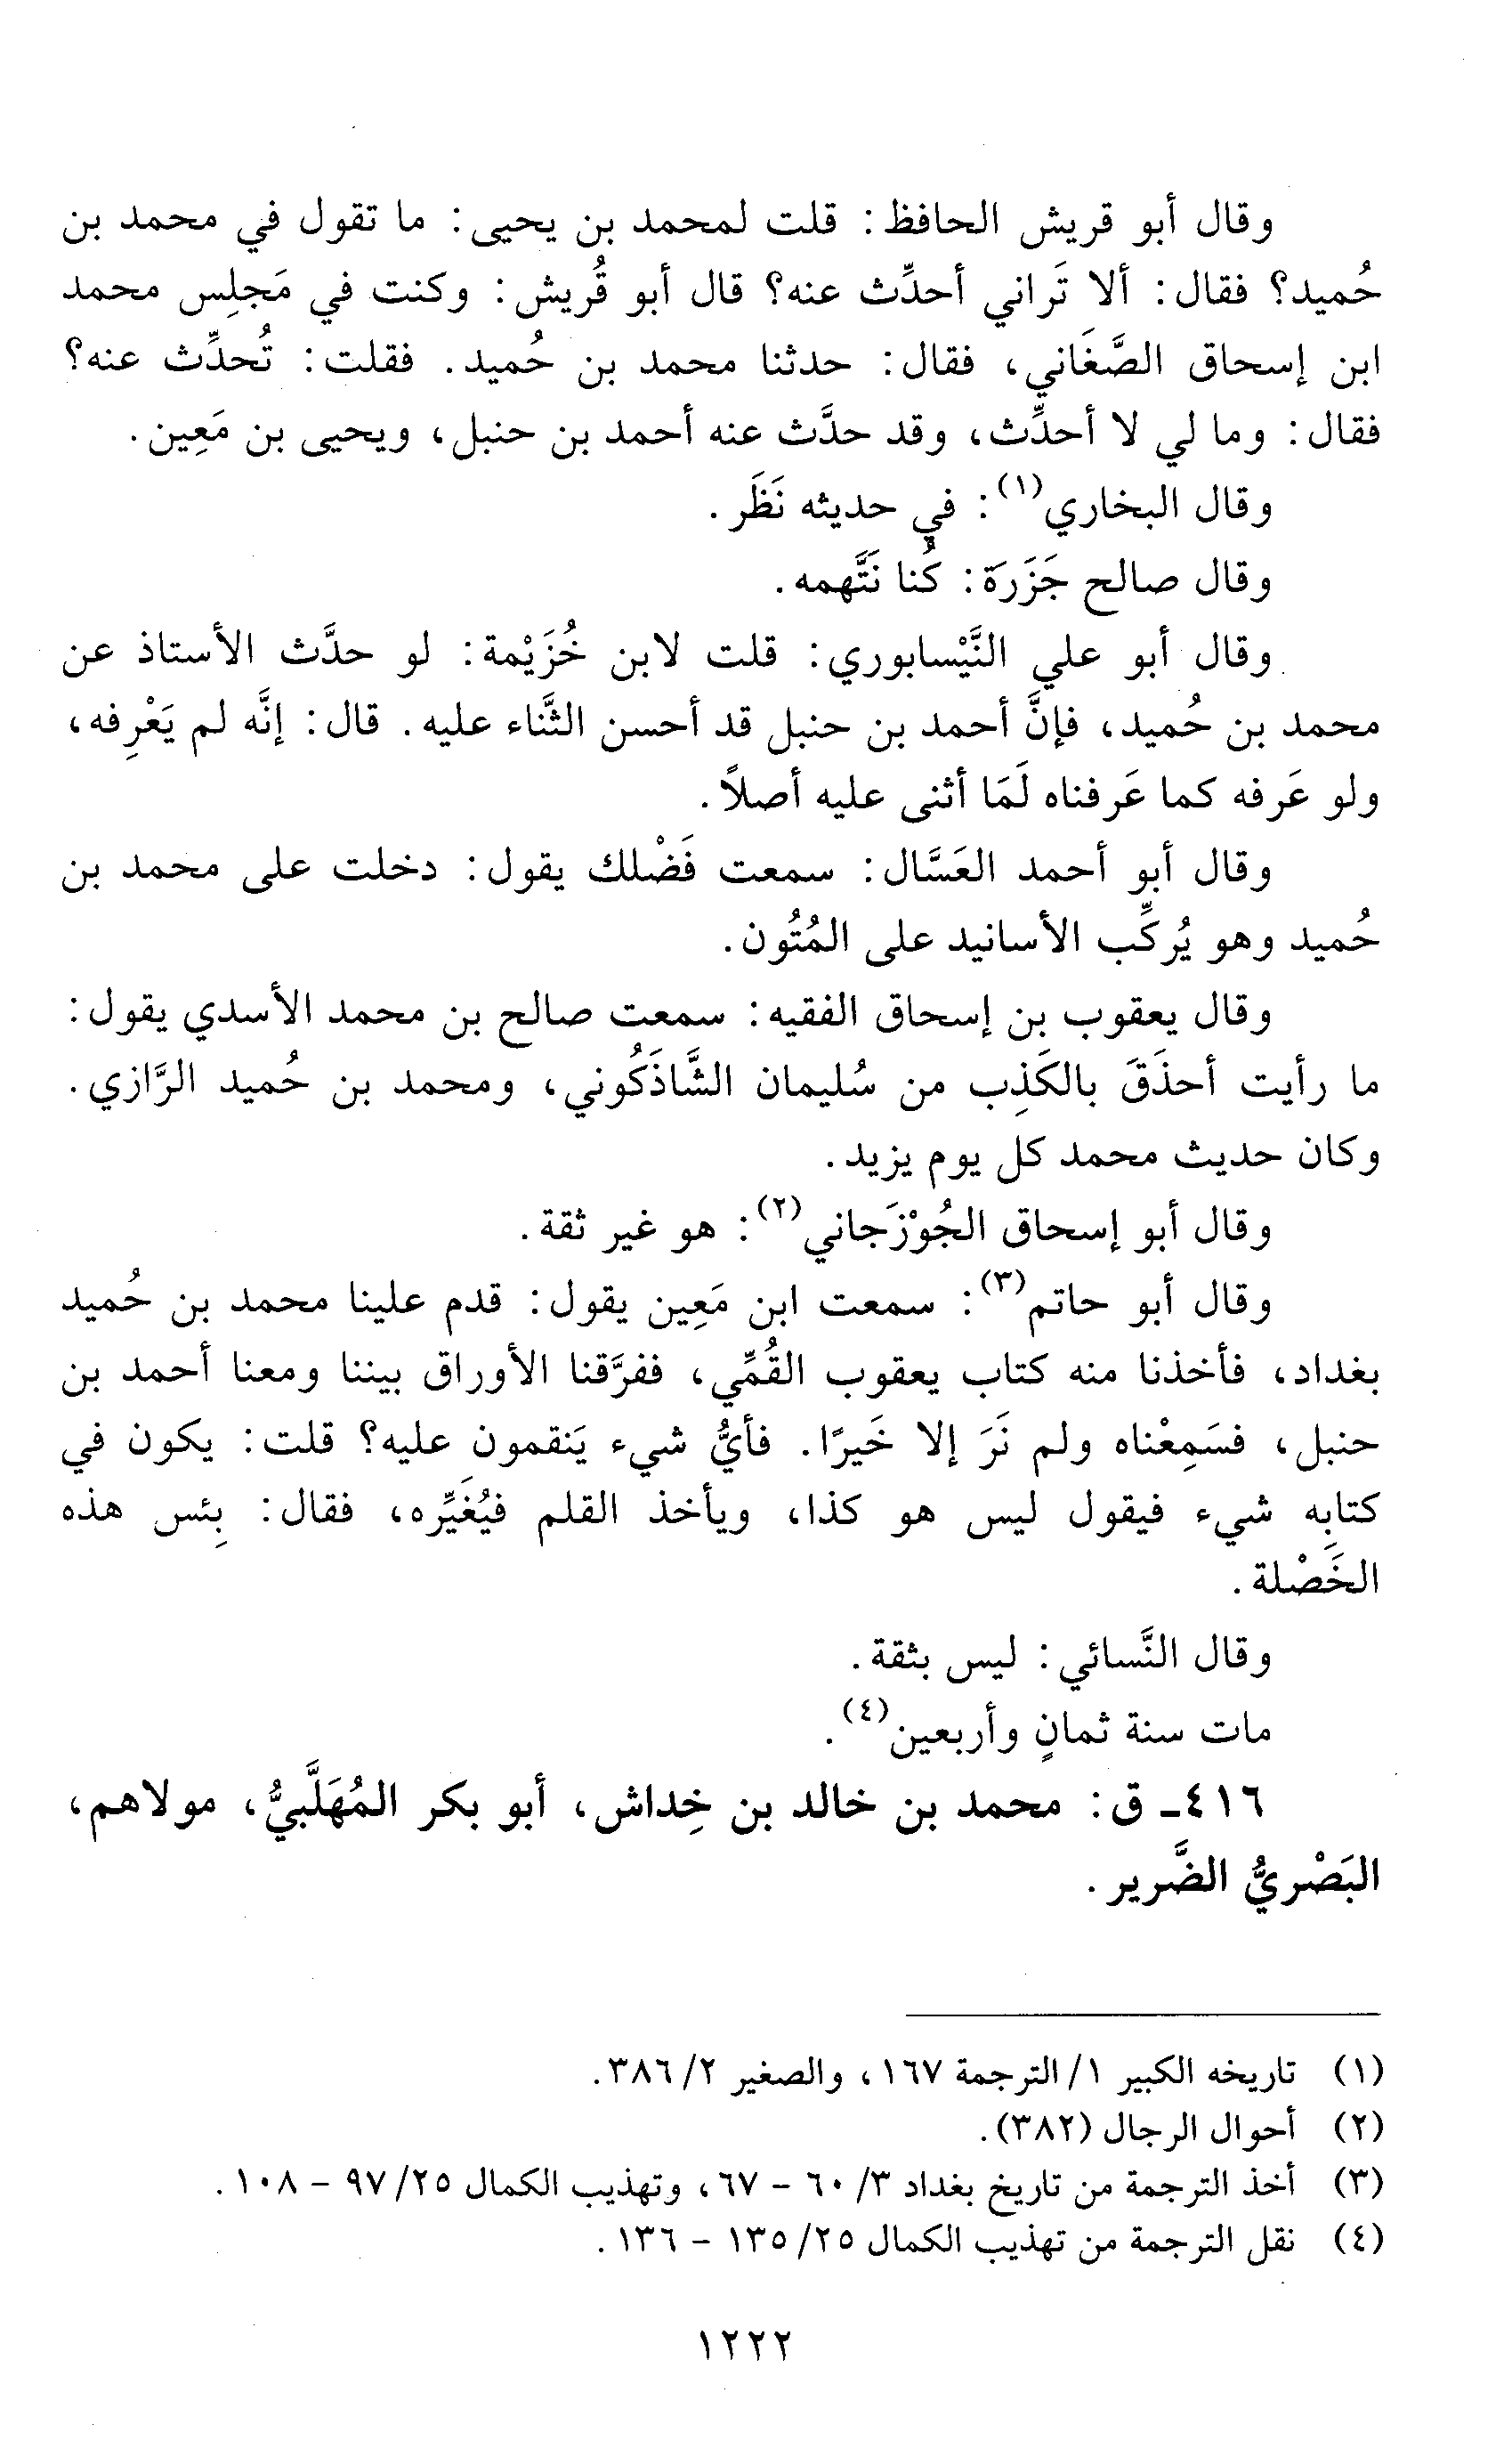 وقال أبو قريش الحافظ: قلت لمحمد بن يحيى: ما تقول في محمد بن
حُميد؟ فقال: ألا تَراني أحدِّث عنه؟ قال أبو قُريش: وكنت في مَجلِس محمد
ابن إسحاق الصَّغَاني، فقال: حدثنا محمد بن حُميد. فقلت: تُحدِّث عنه؟
فقال: وما لي لا أحدِّث، وقد حدَّث عنه أحمد بن حنبل، ويحيى بن مَعِين.
وقال البخاري(١): في حديثه نَظَر.
وقال صالح جَزَرَة: كُنا نَتَّهمه.
وقال أبو علي النَّيْسابوري: قلت لابن خُزَيْمة: لو حدَّث الأستاذ عن
محمد بن حُميد، فإنَّ أحمد بن حنبل قد أحسن الثَّناء عليه. قال: إنَّه لم يَعْرِفه،
ولو عَرفه كما عَرفناه لَمَا أثنى عليه أصلاً.
وقال أبو أحمد العَسَّال: سمعت فَضْلك يقول: دخلت على محمد بن
حُميد وهو يُركِّب الأسانيد على المُتُون.
وقال يعقوب بن إسحاق الفقيه: سمعت صالح بن محمد الأسدي يقول:
ما رأيت أحذَقَ بالكَذِب من سُليمان الشَّاذَكُوني، ومحمد بن حُميد الرَّازي.
وكان حديث محمد كل يوم يزيد.
وقال أبو إسحاق الجُوْزَجاني(٢): هو غير ثقة.
وقال أبو حاتم(٣): سمعت ابن مَعِين يقول: قدم علينا محمد بن حُميد
بغداد، فأخذنا منه كتاب يعقوب القُمِّي، ففرَّقنا الأوراق بيننا ومعنا أحمد بن
حنبل، فسَمِعْناه ولم نَرَ إلا خَيرًا. فأيُّ شيء يَنقمون عليه؟ قلت: يكون في
كتابِه شيء فيقول ليس هو كذا، ويأخذ القلم فيُغَيِّره، فقال: بِئس هذه
الخَصْلة.
وقال النَّسائي: ليس بثقة.
مات سنة ثمانٍ وأربعين(٤).
٤١٦- ق: محمد بن خالد بن خِداش، أبو بكر المُهَلَّبيُّ، مولاهم،
البَصْريُّ الضَّرير.
(١) تاريخه الكبير ١/ الترجمة ١٦٧، والصغير ٢/ ٣٨٦.
(٢) أحوال الرجال (٣٨٢).
(٣) أخذ الترجمة من تاريخ بغداد ٣/ ٦٠ - ٦٧، وتهذيب الكمال ٢٥/ ٩٧ - ١٠٨.
(٤) نقل الترجمة من تهذيب الكمال ٢٥/ ١٣٥ - ١٣٦.
١٢٢٢